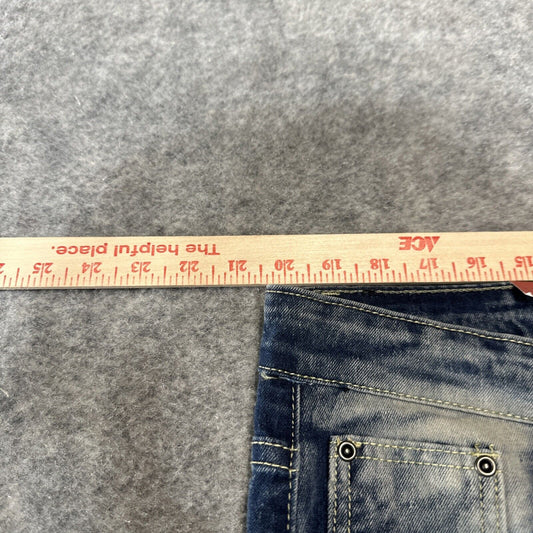 15 16 17 18 19 20 21 22 23 24 25
ACE The helpful place.